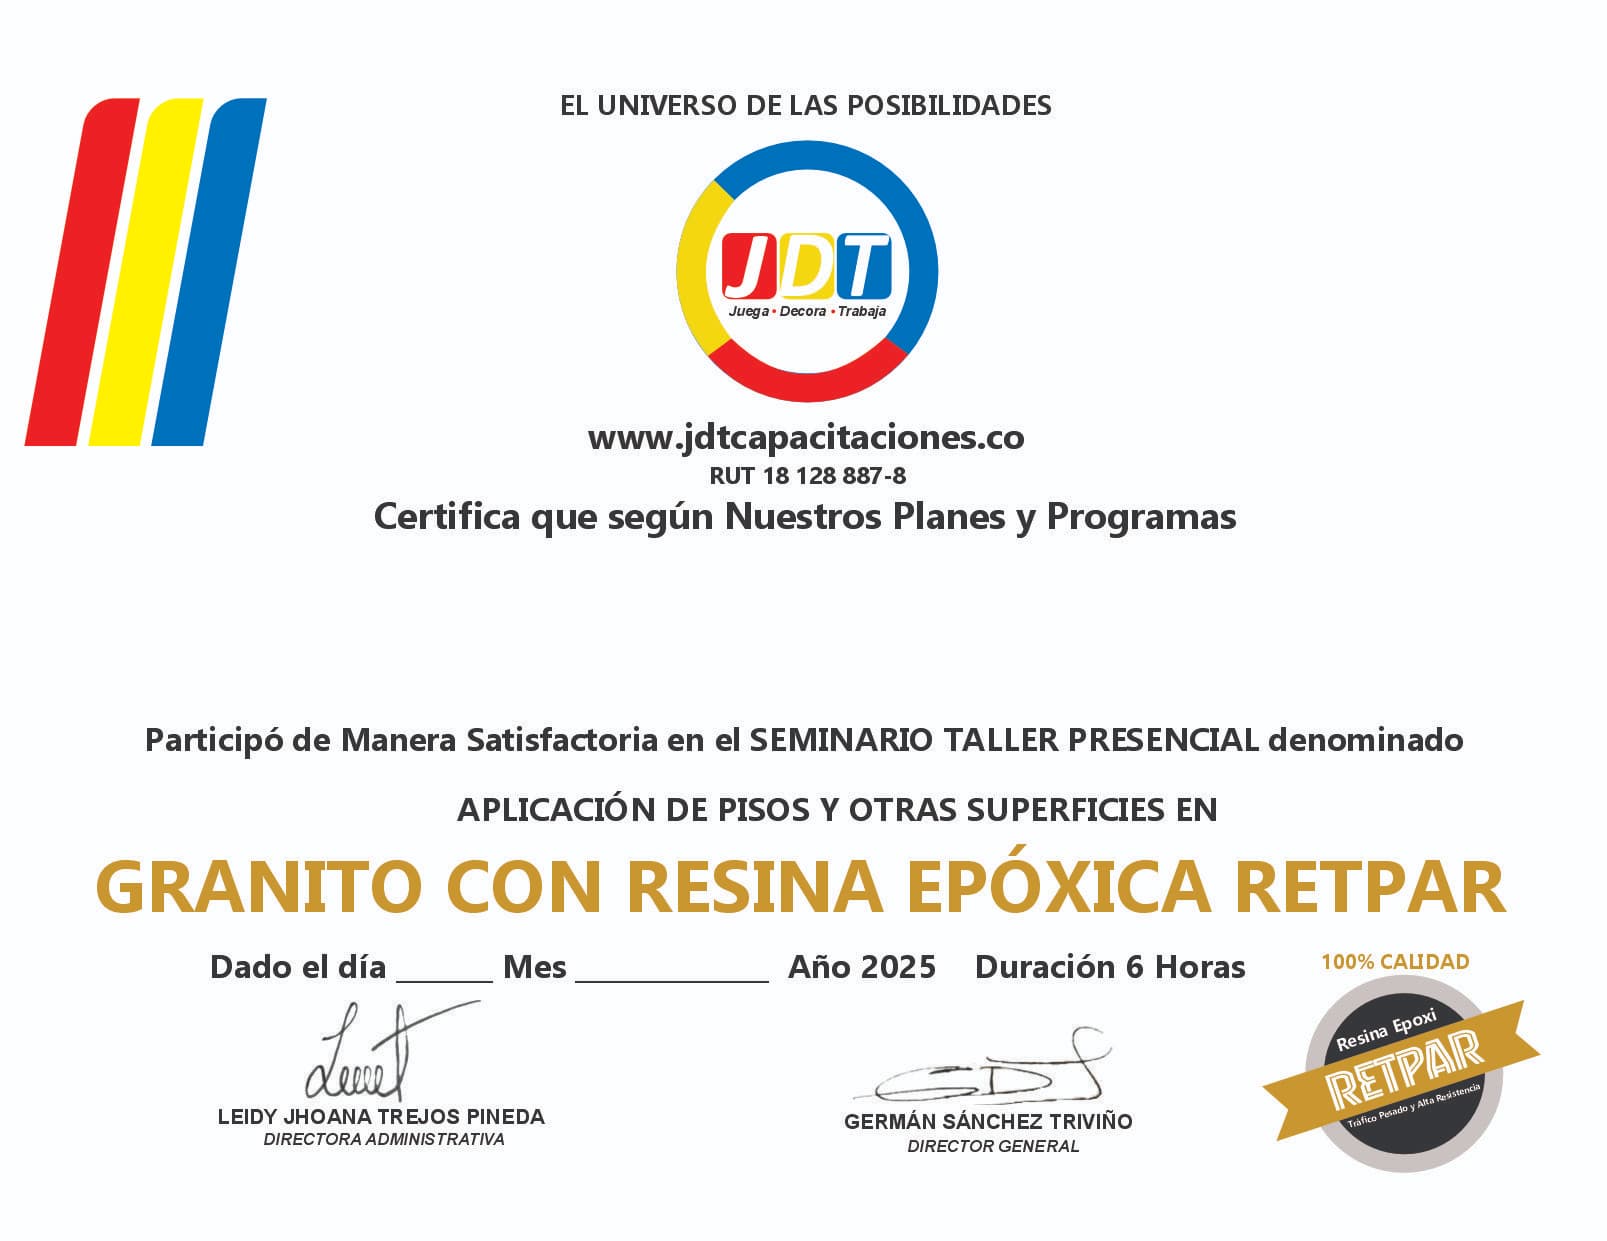 EL UNIVERSO DE LAS POSIBILIDADES
JDT
Juega • Decora • Trabaja
www.jdtcapacitaciones.co
RUT 18 128 887-8
Certifica que según Nuestros Planes y Programas
Participó de Manera Satisfactoria en el SEMINARIO TALLER PRESENCIAL denominado
APLICACIÓN DE PISOS Y OTRAS SUPERFICIES EN
GRANITO CON RESINA EPÓXICA RETPAR
Dado el día ______ Mes ____________ Año 2025 Duración 6 Horas
100% CALIDAD
Resina Epoxi
RETPAR
Tráfico Pesado y Alta Resistencia
LEIDY JHOANA TREJOS PINEDA
DIRECTORA ADMINISTRATIVA
GERMÁN SÁNCHEZ TRIVIÑO
DIRECTOR GENERAL